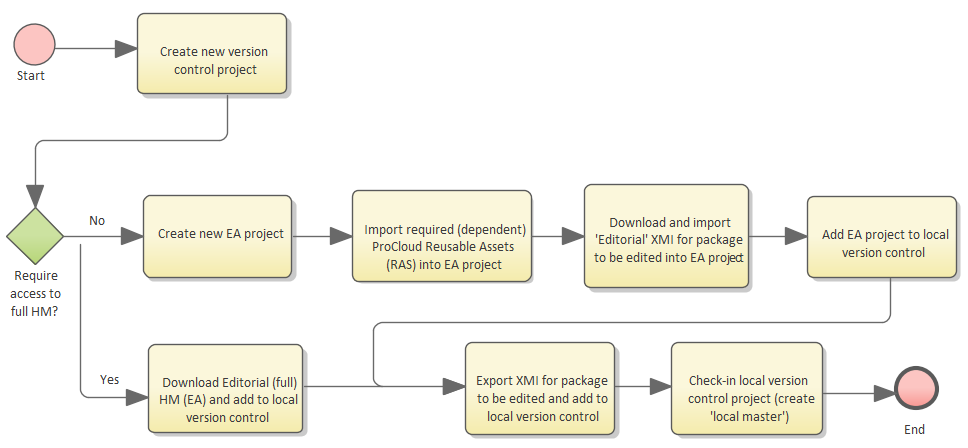 Start
Create new version
control project
No
Require
access to
full HM?
Create new EA project
Import required (dependent)
ProCloud Reusable Assets
(RAS) into EA project
Download and import
'Editorial' XMI for package
to be edited into EA project
Add EA project to local
version control
Yes
Download Editorial (full)
HM (EA) and add to local
version control
Export XMI for package
to be edited and add to
local version control
Check-in local version
control project (create
'local master')
End